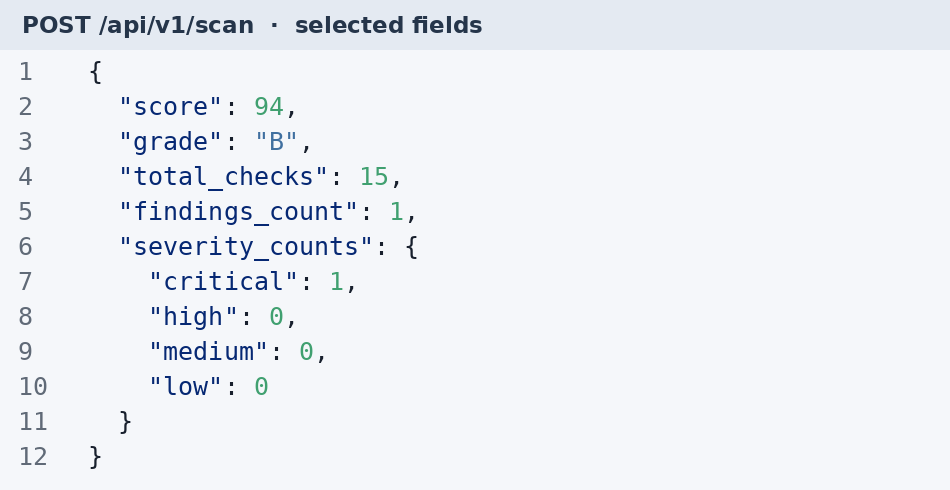 POST /api/v1/scan · selected fields
1 {
2 "score": 94,
3 "grade": "B",
4 "total_checks": 15,
5 "findings_count": 1,
6 "severity_counts": {
7 "critical": 1,
8 "high": 0,
9 "medium": 0,
10 "low": 0
11 }
12 }